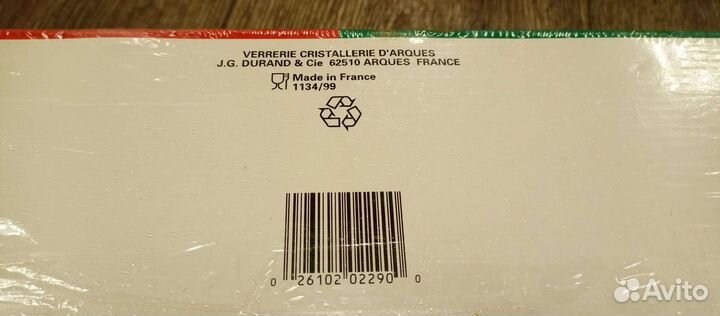 VERRERIE CRISTALLERIE D'ARQUES
J.G. DURAND & Cie 62510 ARQUES FRANCE
Made in France
1134/99
0 26102 02290 0
Avito